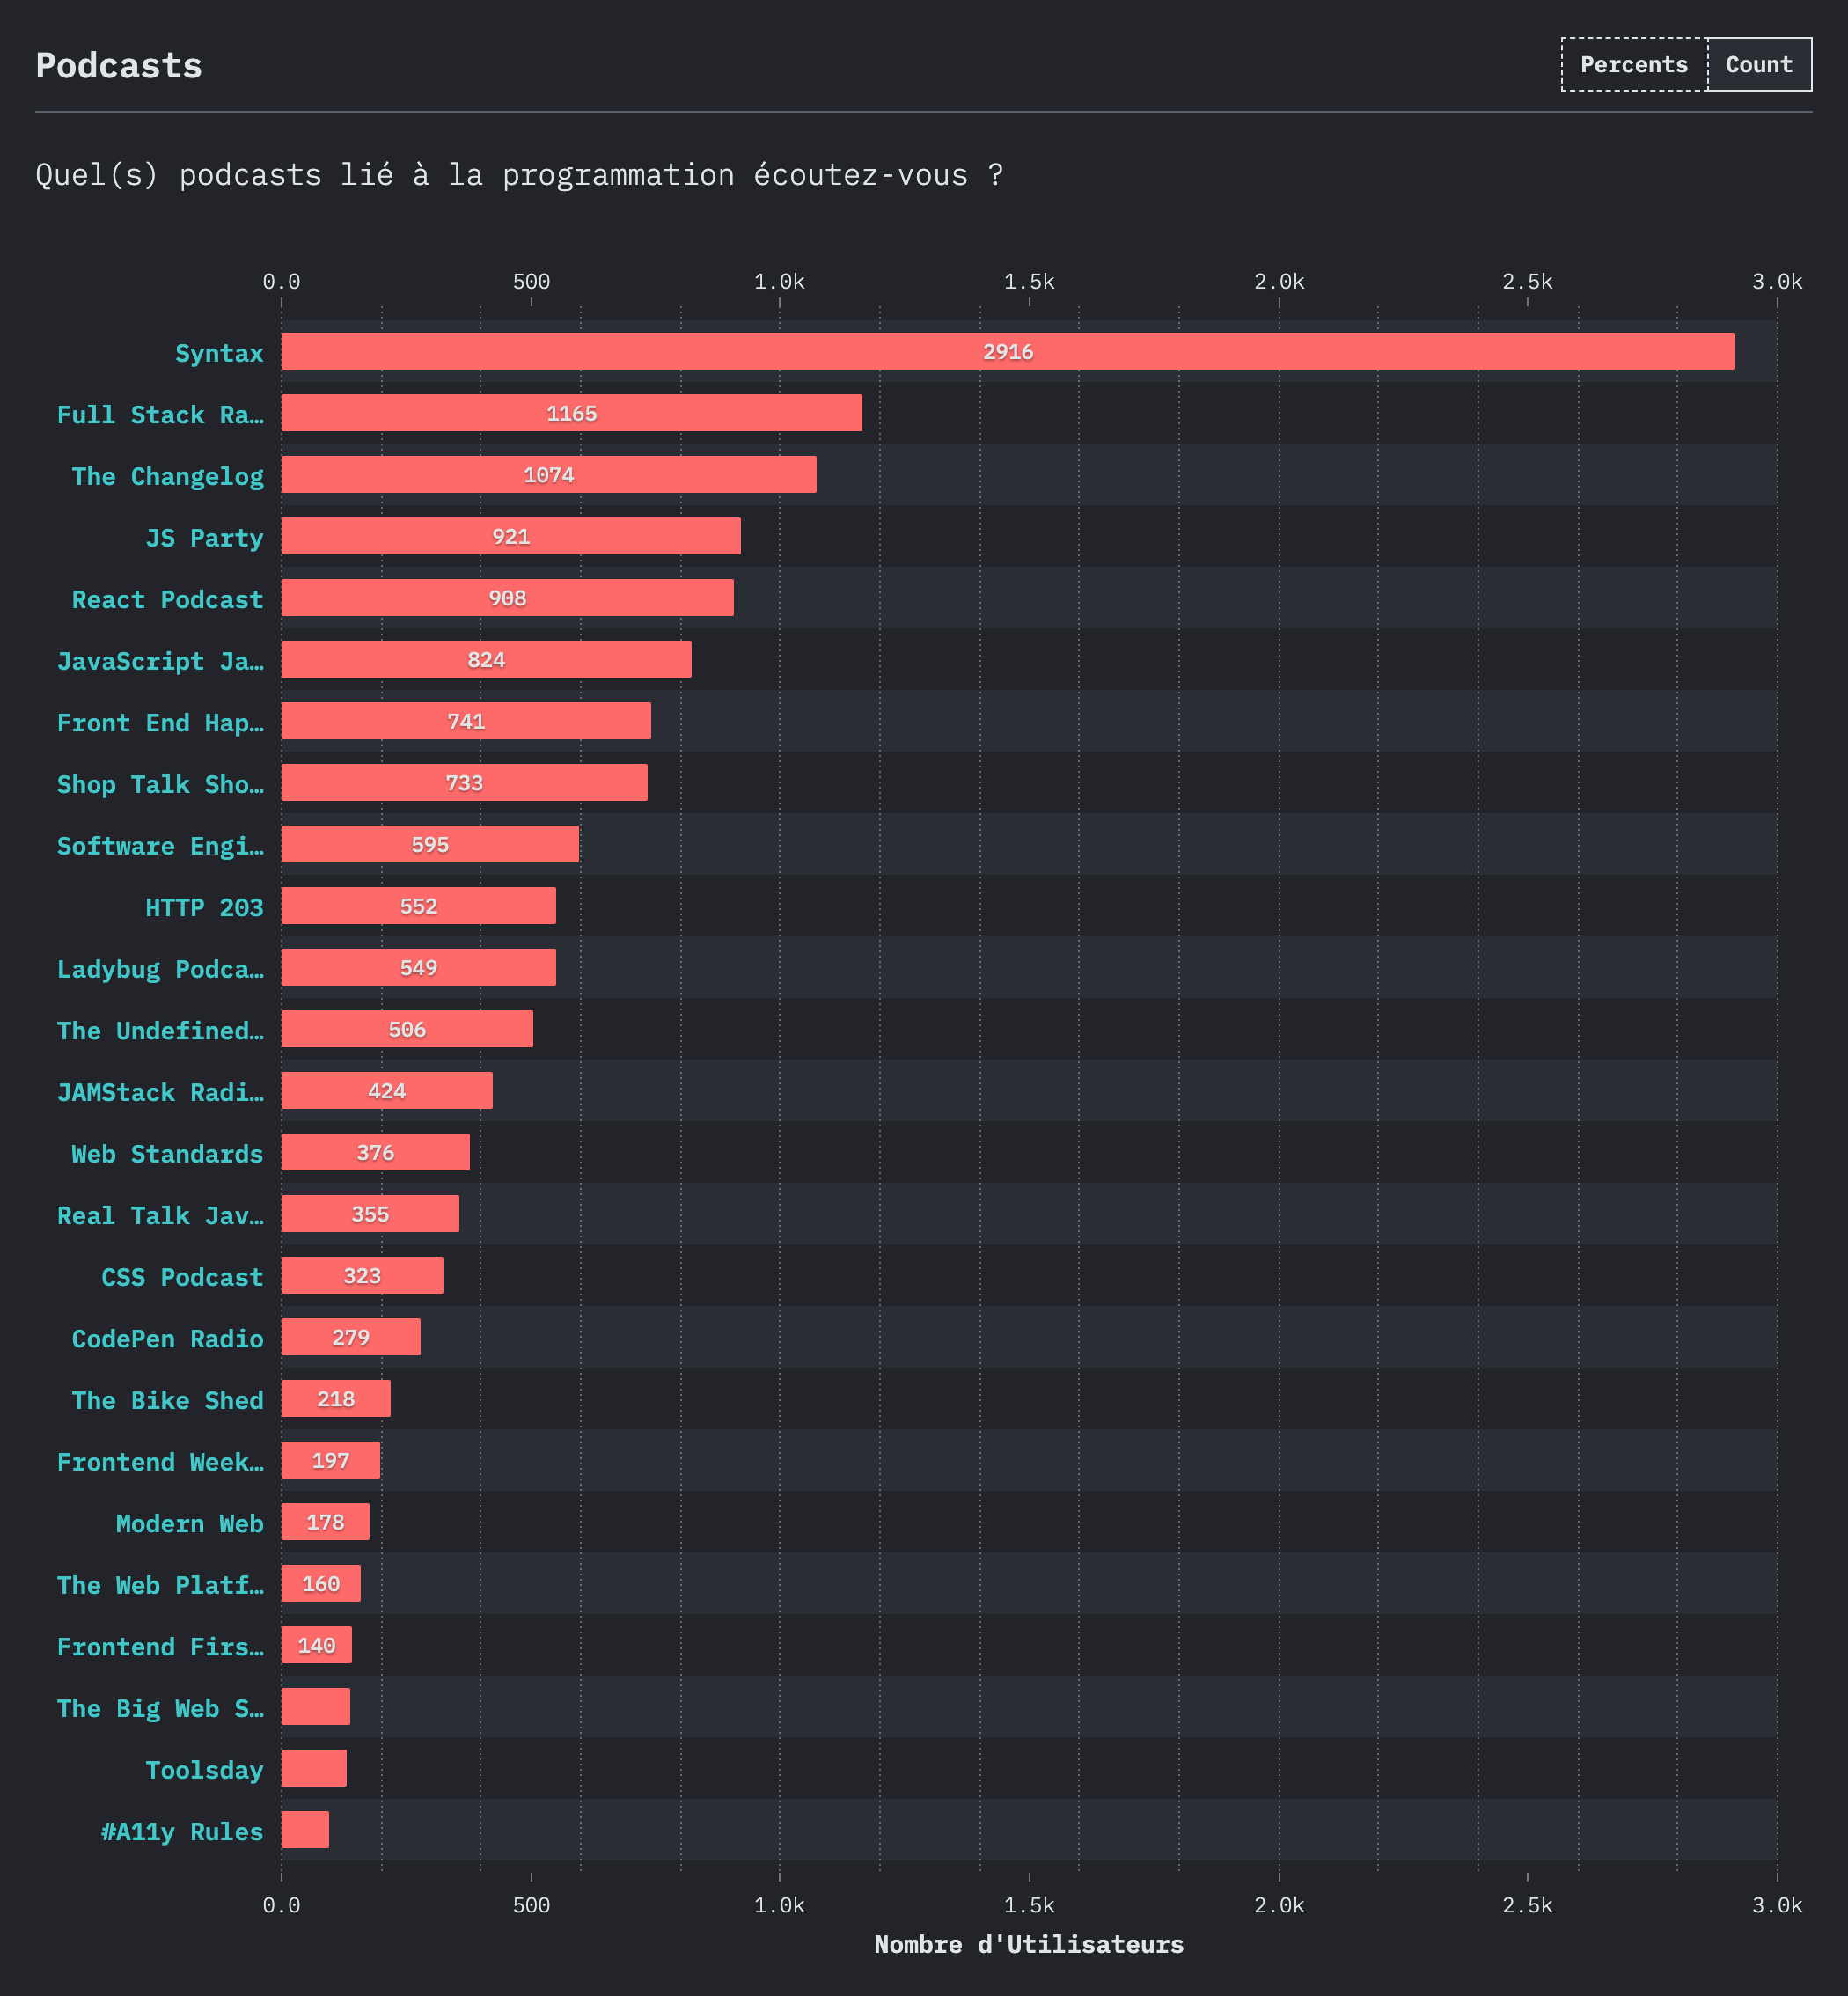 Podcasts
Percents Count
Quel(s) podcasts lié à la programmation écoutez-vous ?
0.0 500 1.0k 1.5k 2.0k 2.5k 3.0k
Syntax 2916
Full Stack Ra… 1165
The Changelog 1074
JS Party 921
React Podcast 908
JavaScript Ja… 824
Front End Hap… 741
Shop Talk Sho… 733
Software Engi… 595
HTTP 203 552
Ladybug Podca… 549
The Undefined… 506
JAMStack Radi… 424
Web Standards 376
Real Talk Jav… 355
CSS Podcast 323
CodePen Radio 279
The Bike Shed 218
Frontend Week… 197
Modern Web 178
The Web Platf… 160
Frontend Firs… 140
The Big Web S…
Toolsday
#A11y Rules
0.0 500 1.0k 1.5k 2.0k 2.5k 3.0k
Nombre d'Utilisateurs